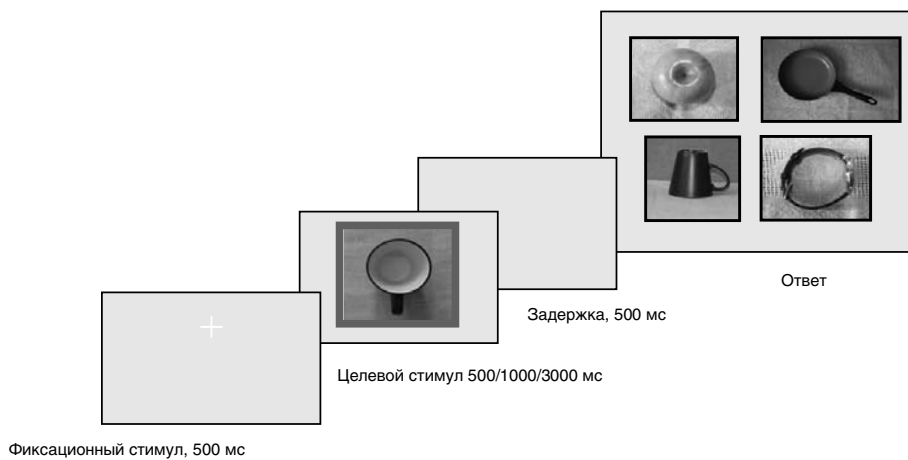 Ответ
Задержка, 500 мс
Целевой стимул 500/1000/3000 мс
Фиксационный стимул, 500 мс